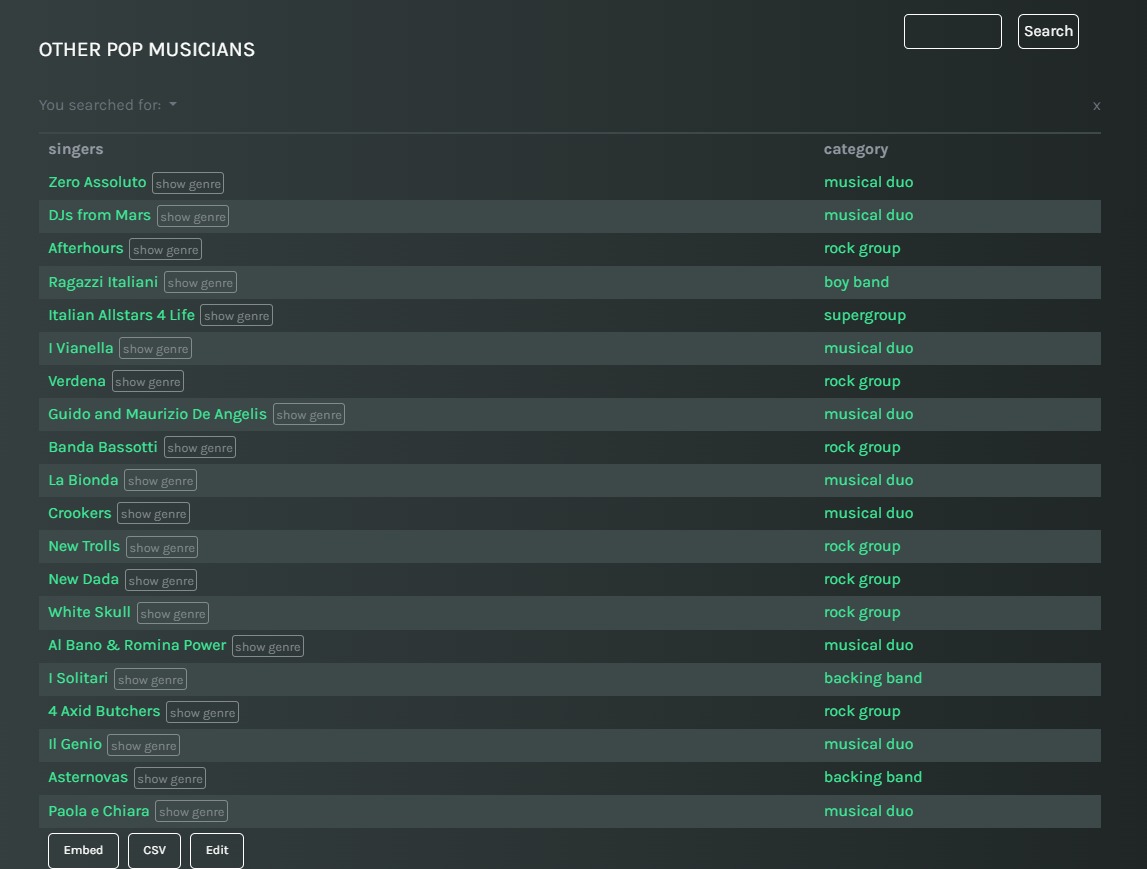 Search
OTHER POP MUSICIANS
You searched for:
x
singers category
Zero Assoluto show genre musical duo
DJs from Mars show genre musical duo
Afterhours show genre rock group
Ragazzi Italiani show genre boy band
Italian Allstars 4 Life show genre supergroup
I Vianella show genre musical duo
Verdena show genre rock group
Guido and Maurizio De Angelis show genre musical duo
Banda Bassotti show genre rock group
La Bionda show genre musical duo
Crookers show genre musical duo
New Trolls show genre rock group
New Dada show genre rock group
White Skull show genre rock group
Al Bano & Romina Power show genre musical duo
I Solitari show genre backing band
4 Axid Butchers show genre rock group
Il Genio show genre musical duo
Asternovas show genre backing band
Paola e Chiara show genre musical duo
Embed CSV Edit